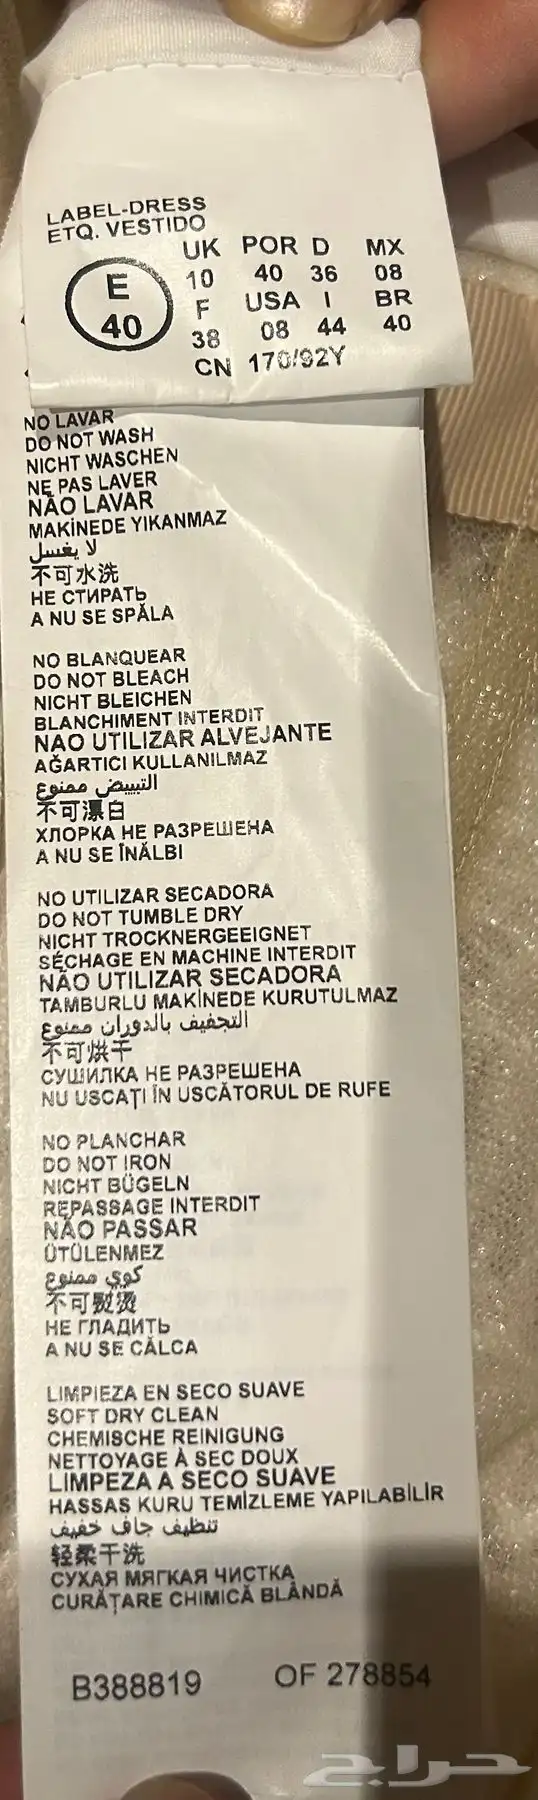 LABEL-DRESS
ETQ. VESTIDO
E 40
UK POR D MX
10 40 36 08
F USA I BR
38 08 44 40
CN 170/92Y
NO LAVAR
DO NOT WASH
NICHT WASCHEN
NE PAS LAVER
NÃO LAVAR
MAKİNEDE YIKANMAZ
لا يغسل
不可水洗
НЕ СТИРАТЬ
A NU SE SPĂLA
NO BLANQUEAR
DO NOT BLEACH
NICHT BLEICHEN
BLANCHIMENT INTERDIT
NAO UTILIZAR ALVEJANTE
AĞARTICI KULLANILMAZ
التبييض ممنوع
不可漂白
ХЛОРКА НЕ РАЗРЕШЕНА
A NU SE ÎNĂLBI
NO UTILIZAR SECADORA
DO NOT TUMBLE DRY
NICHT TROCKNERGEEIGNET
SÉCHAGE EN MACHINE INTERDIT
NÃO UTILIZAR SECADORA
TAMBURLU MAKİNEDE KURUTULMAZ
التجفيف بالدوران ممنوع
不可烘干
СУШИЛКА НЕ РАЗРЕШЕНА
NU USCAȚI ÎN USCĂTORUL DE RUFE
NO PLANCHAR
DO NOT IRON
NICHT BÜGELN
REPASSAGE INTERDIT
NÃO PASSAR
ÜTÜLENMEZ
كوي ممنوع
不可熨烫
НЕ ГЛАДИТЬ
A NU SE CĂLCA
LIMPIEZA EN SECO SUAVE
SOFT DRY CLEAN
CHEMISCHE REINIGUNG
NETTOYAGE À SEC DOUX
LIMPEZA A SECO SUAVE
HASSAS KURU TEMİZLEME YAPILABİLİR
تنظيف جاف خفيف
轻柔干洗
СУХАЯ МЯГКАЯ ЧИСТКА
CURĂȚARE CHIMICĂ BLÂNDĂ
B388819 OF 278854
حراج